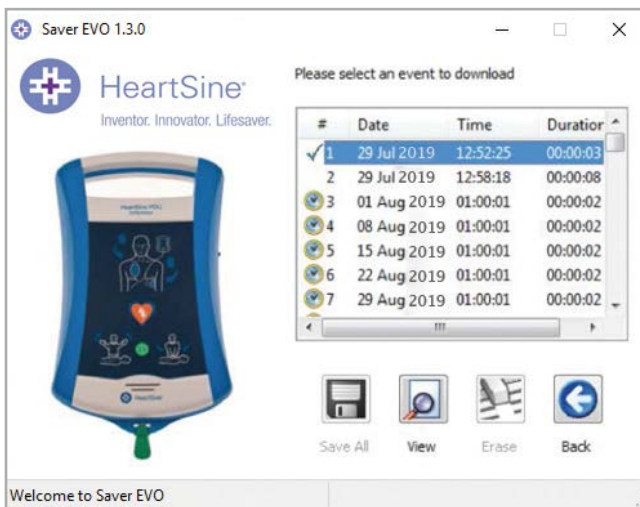 Saver EVO 1.3.0
HeartSine®
Inventor. Innovator. Lifesaver.
Please select an event to download
# Date Time Duration
1 29 Jul 2019 12:52:25 00:00:03
2 29 Jul 2019 12:58:18 00:00:08
3 01 Aug 2019 01:00:01 00:00:02
4 08 Aug 2019 01:00:01 00:00:02
5 15 Aug 2019 01:00:01 00:00:02
6 22 Aug 2019 01:00:01 00:00:02
7 29 Aug 2019 01:00:01 00:00:02
HeartSine
Save All View Erase Back
Welcome to Saver EVO